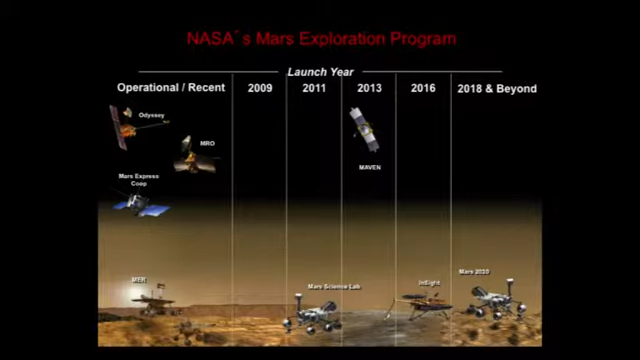 NASA´s Mars Exploration Program
Launch Year
Operational / Recent 2009 2011 2013 2016 2018 & Beyond
Odyssey
MRO
MAVEN
Mars Express
Coop
MER
Mars Science Lab
InSight
Mars 2020